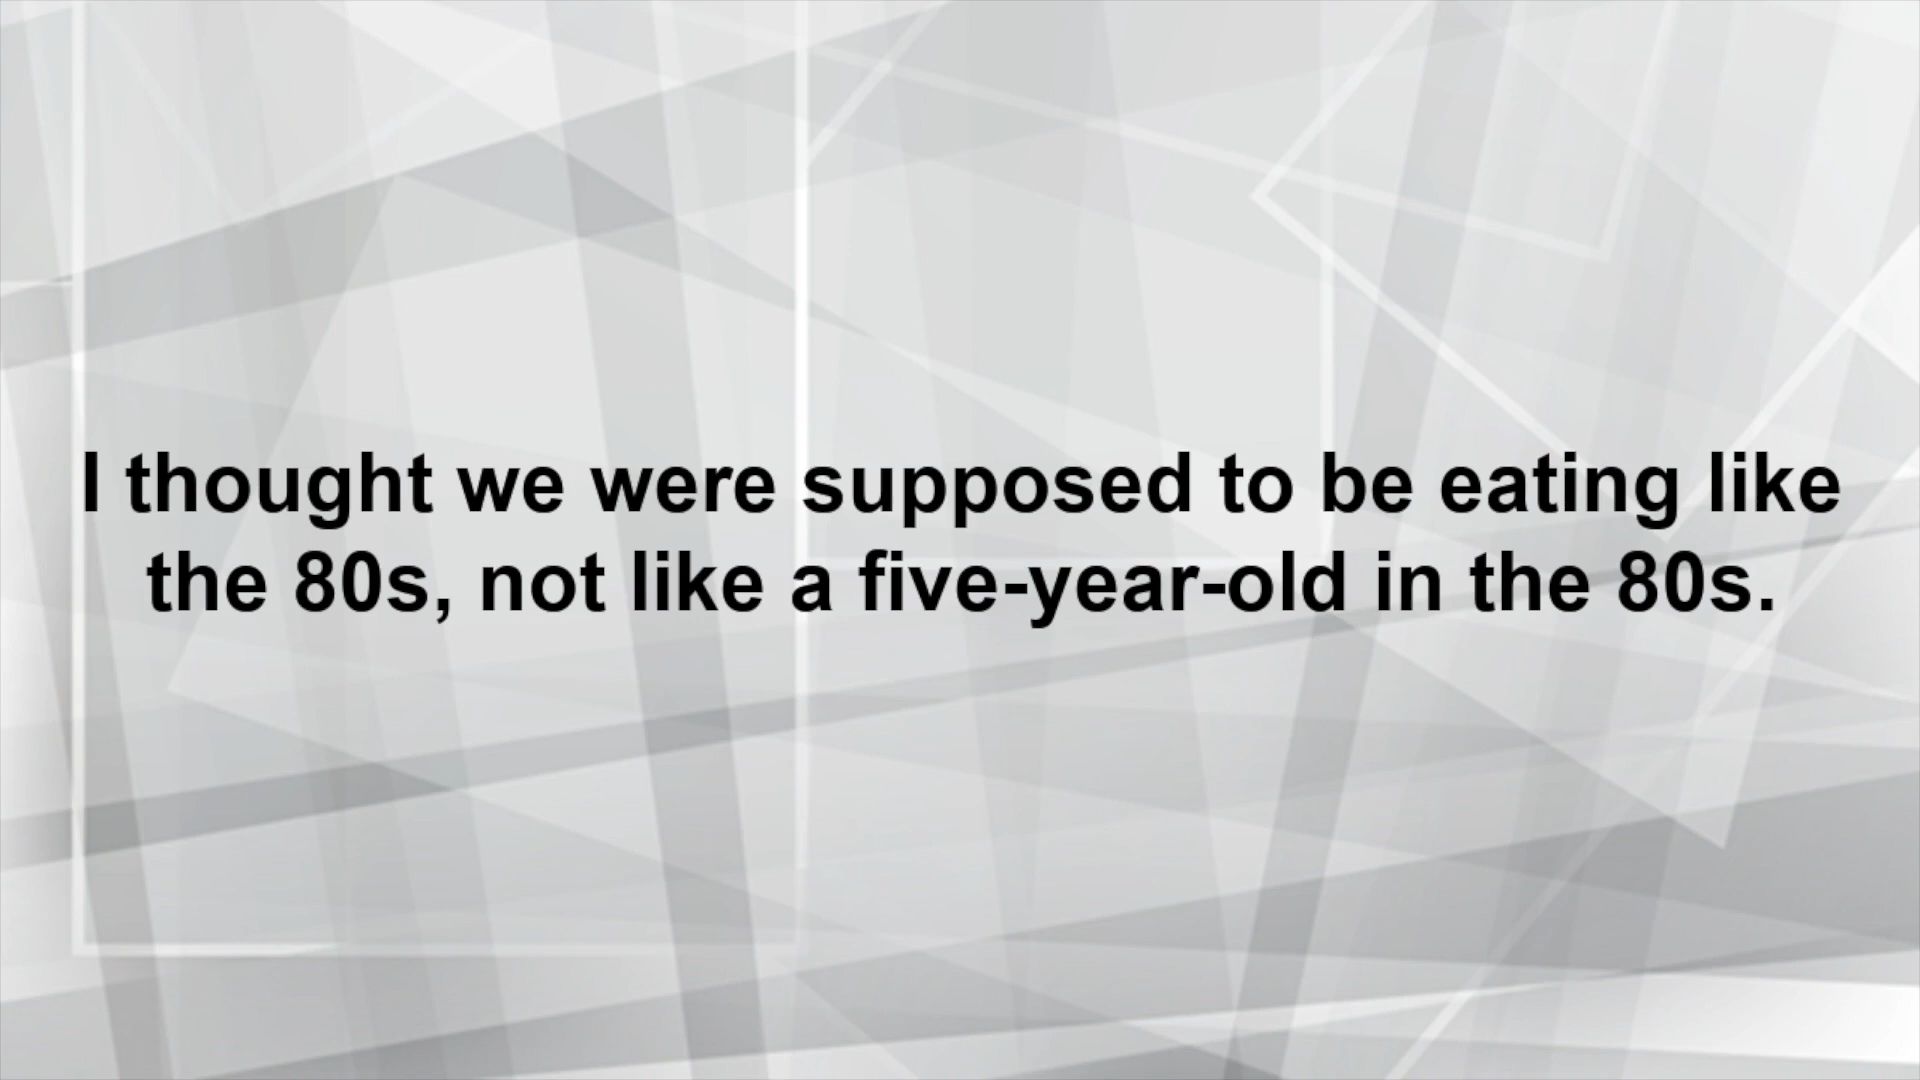 I thought we were supposed to be eating like
the 80s, not like a five-year-old in the 80s.